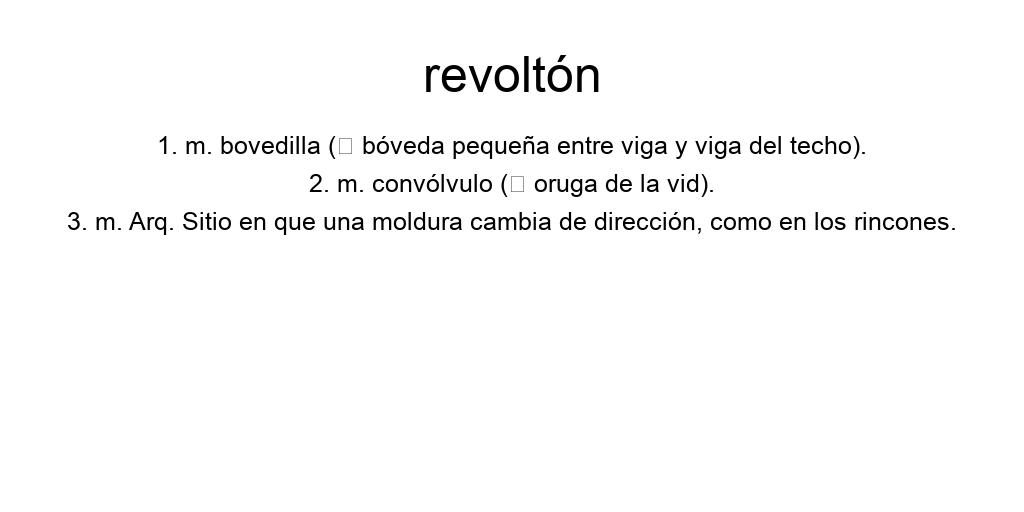 revoltón
1. m. bovedilla (□ bóveda pequeña entre viga y viga del techo).
2. m. convólvulo (□ oruga de la vid).
3. m. Arq. Sitio en que una moldura cambia de dirección, como en los rincones.